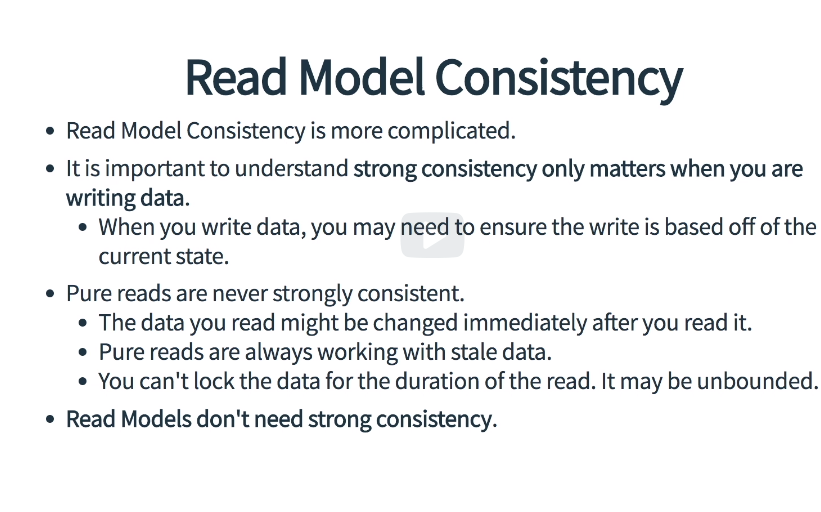 Read Model Consistency
• Read Model Consistency is more complicated.
• It is important to understand strong consistency only matters when you are
writing data.
• When you write data, you may need to ensure the write is based off of the
current state.
• Pure reads are never strongly consistent.
• The data you read might be changed immediately after you read it.
• Pure reads are always working with stale data.
• You can't lock the data for the duration of the read. It may be unbounded.
• Read Models don't need strong consistency.